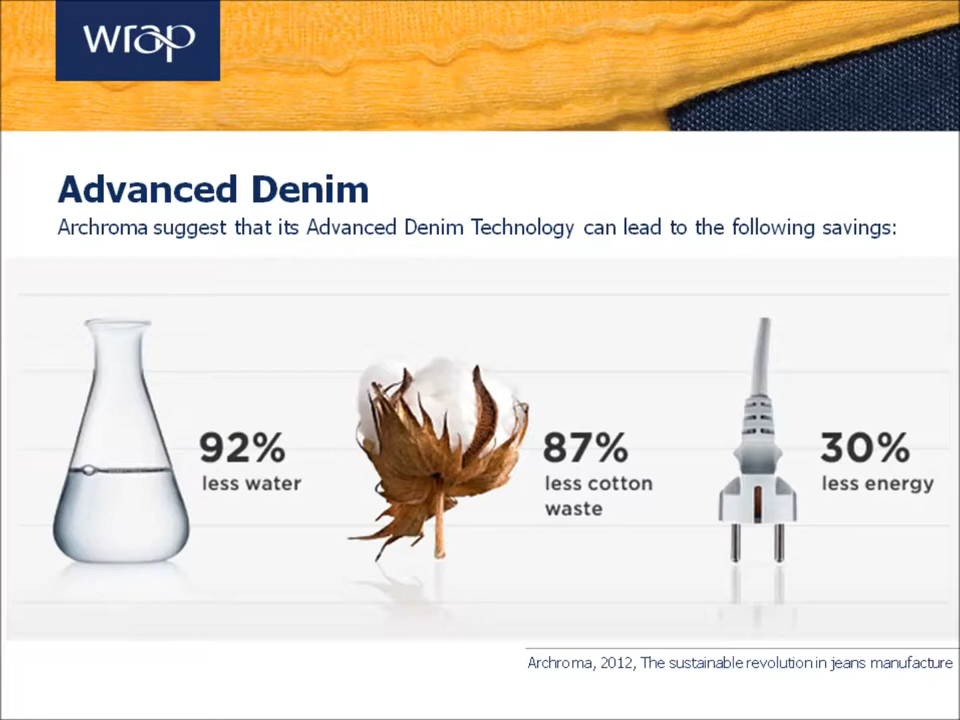 wrap
Advanced Denim
Archroma suggest that its Advanced Denim Technology can lead to the following savings:
92%
less water
87%
less cotton
waste
30%
less energy
Archroma, 2012, The sustainable revolution in jeans manufacture